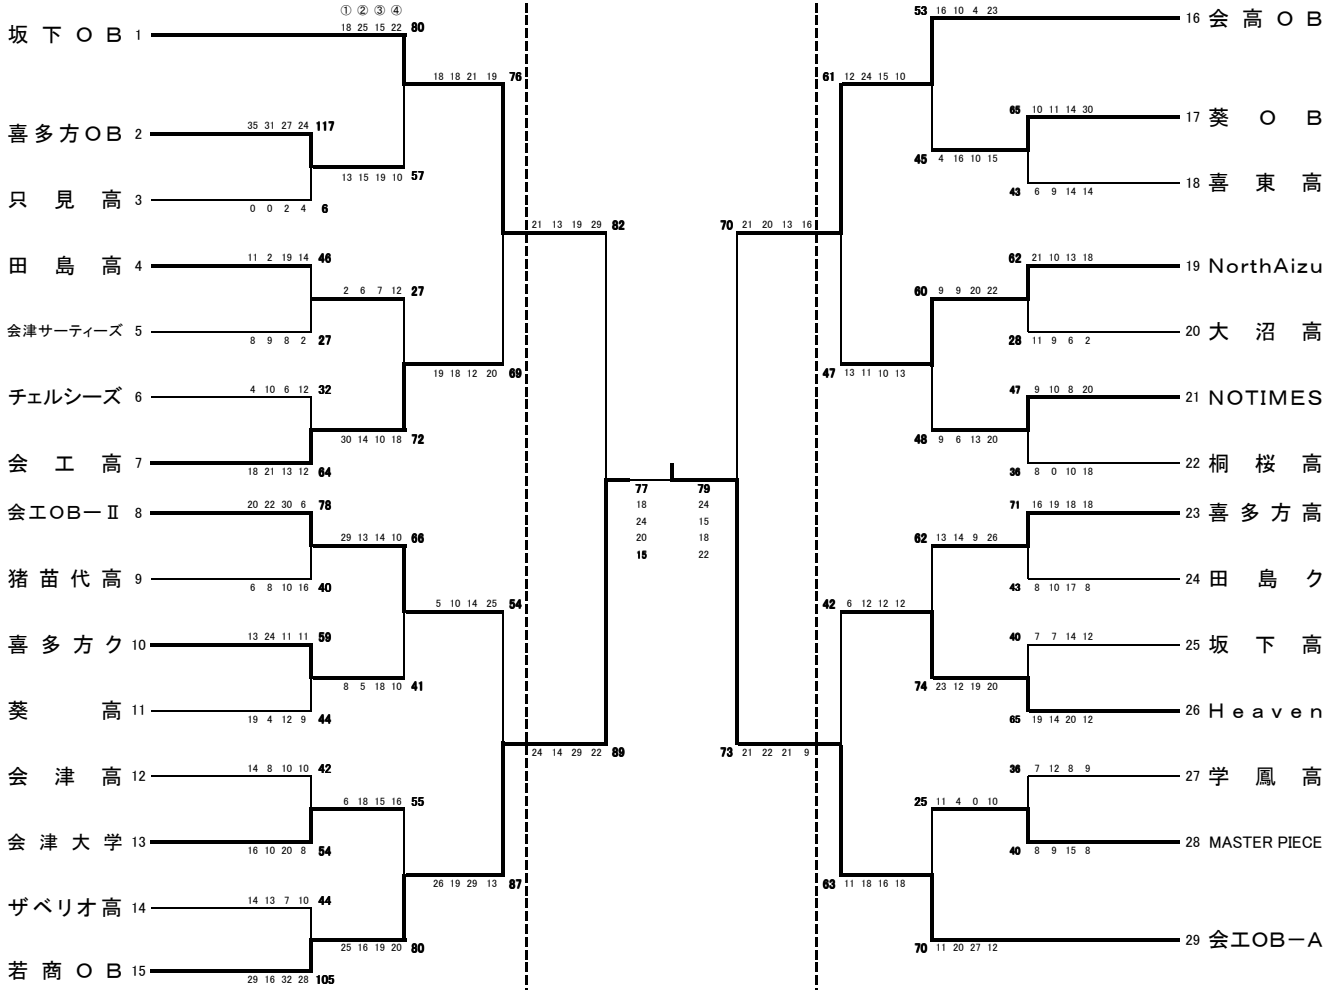 ① ② ③ ④
坂下ＯＢ 1 18 25 15 22 80
18 18 21 19 76
喜多方ＯＢ 2 35 31 27 24 117
13 15 19 10 57
只見高 3 0 0 2 4 6
21 13 19 29 82
田島高 4 11 2 19 14 46
2 6 7 12 27
会津サーティーズ 5 8 9 8 2 27
19 18 12 20 69
チェルシーズ 6 4 10 6 12 32
30 14 10 18 72
会工高 7 18 21 13 12 64
会工ＯＢ－Ⅱ 8 20 22 30 6 78
29 13 14 10 66
猪苗代高 9 6 8 10 16 40
5 10 14 25 54
喜多方ク 10 13 24 11 11 59
8 5 18 10 41
葵高 11 19 4 12 9 44
24 14 29 22 89
会津高 12 14 8 10 10 42
6 18 15 16 55
会津大学 13 16 10 20 8 54
26 19 29 13 87
ザベリオ高 14 14 13 7 10 44
25 16 19 20 80
若商ＯＢ 15 29 16 32 28 105
77 79
18 24
24 15
20 18
15 22
53 16 10 4 23 16 会高ＯＢ
61 12 24 15 10
65 10 11 14 30 17 葵ＯＢ
45 4 16 10 15
43 6 9 14 14 18 喜東高
70 21 20 13 16
62 21 10 13 18 19 NorthAizu
60 9 9 20 22
28 11 9 6 2 20 大沼高
47 13 11 10 13
47 9 10 8 20 21 NOTIMES
48 9 6 13 20
36 8 0 10 18 22 桐桜高
71 16 19 18 18 23 喜多方高
62 13 14 9 26
43 8 10 17 8 24 田島ク
42 6 12 12 12
40 7 7 14 12 25 坂下高
74 23 12 19 20
65 19 14 20 12 26 Heaven
73 21 22 21 9
36 7 12 8 9 27 学鳳高
25 11 4 0 10
40 8 9 15 8 28 MASTER PIECE
63 11 18 16 18
70 11 20 27 12 29 会工ＯＢ－Ａ